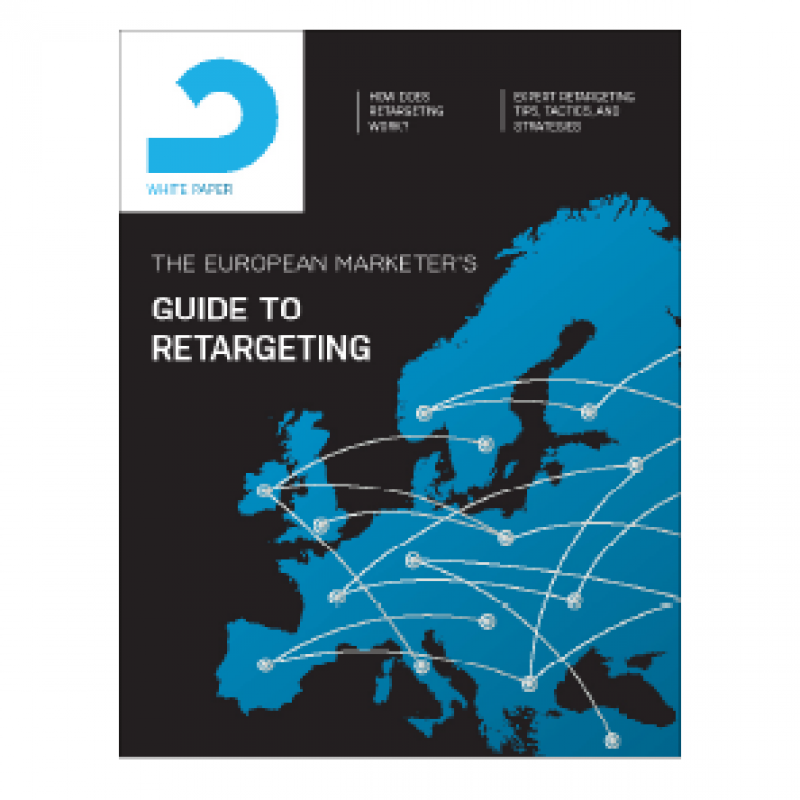 WHITE PAPER
HOW DOES
RETARGETING
WORK?
EXPERT RETARGETING
TIPS, TACTICS, AND
STRATEGIES
THE EUROPEAN MARKETER'S
GUIDE TO
RETARGETING